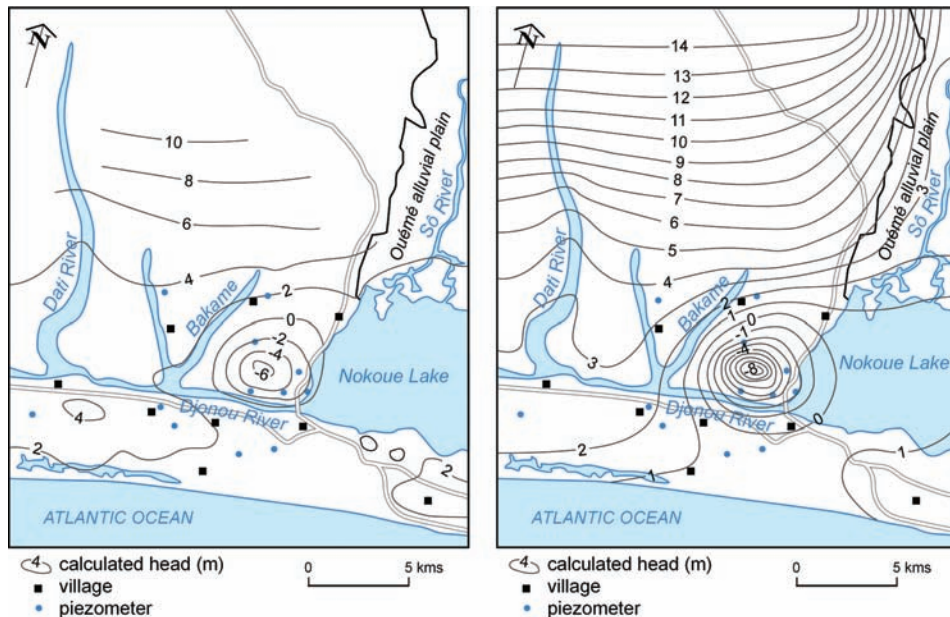 N
10
8
6
4
2
0
-2
-4
-6
4
2
2
Dati River
Bakame
Djonou River
Ouémé alluvial plain
Sô River
Nokoue Lake
ATLANTIC OCEAN
4 calculated head (m)
village
piezometer
0 5 kms
N
14
13
12
11
10
9
8
7
6
5
4
3
3
2
1
0
-1
-4
-8
0
2
1
1
Dati River
Bakame
Djonou River
Ouémé alluvial plain
Sô River
Nokoue Lake
ATLANTIC OCEAN
4 calculated head (m)
village
piezometer
0 5 kms